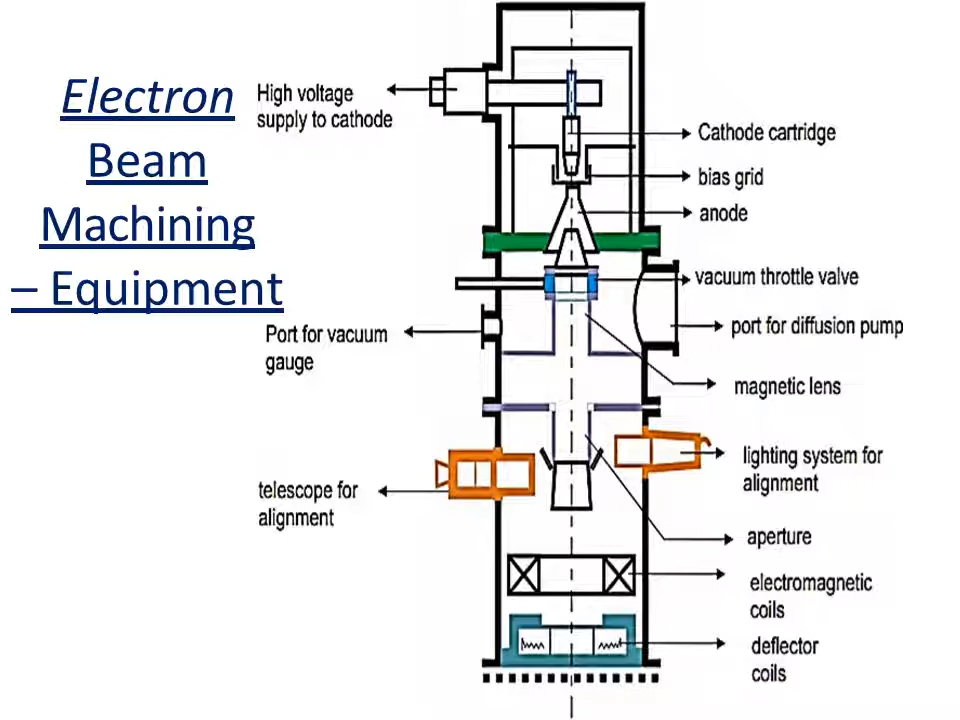 Electron
Beam
Machining
– Equipment
High voltage
supply to cathode
Cathode cartridge
bias grid
anode
vacuum throttle valve
Port for vacuum
gauge
port for diffusion pump
magnetic lens
lighting system for
alignment
telescope for
alignment
aperture
electromagnetic
coils
deflector
coils